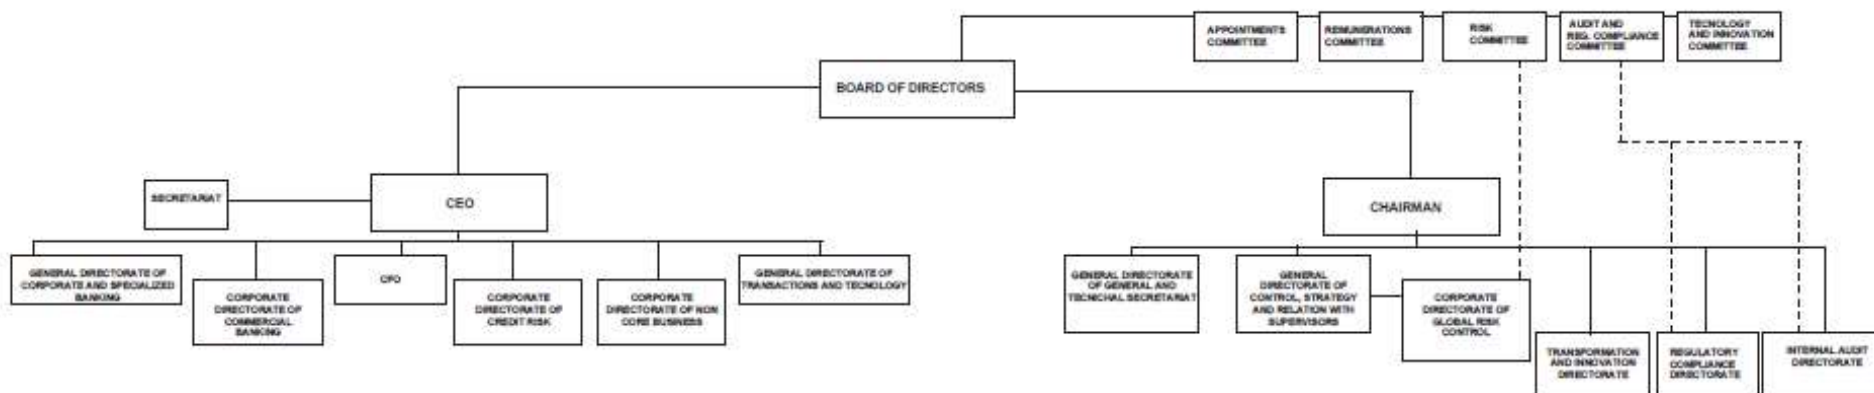 APPOINTMENTS
COMMITTEE
REMUNERATIONS
COMMITTEE
RISK
COMMITTEE
AUDIT AND
REG. COMPLIANCE
COMMITTEE
TECNOLOGY
AND INNOVATION
COMMITTEE
BOARD OF DIRECTORS
SECRETARIAT
CEO
CHAIRMAN
GENERAL DIRECTORATE OF
CORPORATE AND SPECIALIZED
BANKING
CORPORATE
DIRECTORATE OF
COMMERCIAL
BANKING
CFO
CORPORATE
DIRECTORATE OF
CREDIT RISK
CORPORATE
DIRECTORATE OF NON
CORE BUSINESS
GENERAL DIRECTORATE OF
TRANSACTIONS AND TECNOLOGY
GENERAL DIRECTORATE
OF GENERAL AND
TECNICHAL SECRETARIAT
GENERAL
DIRECTORATE OF
CONTROL, STRATEGY
AND RELATION WITH
SUPERVISORS
CORPORATE
DIRECTORATE OF
GLOBAL RISK
CONTROL
TRANSFORMATION
AND INNOVATION
DIRECTORATE
REGULATORY
COMPLIANCE
DIRECTORATE
INTERNAL AUDIT
DIRECTORATE